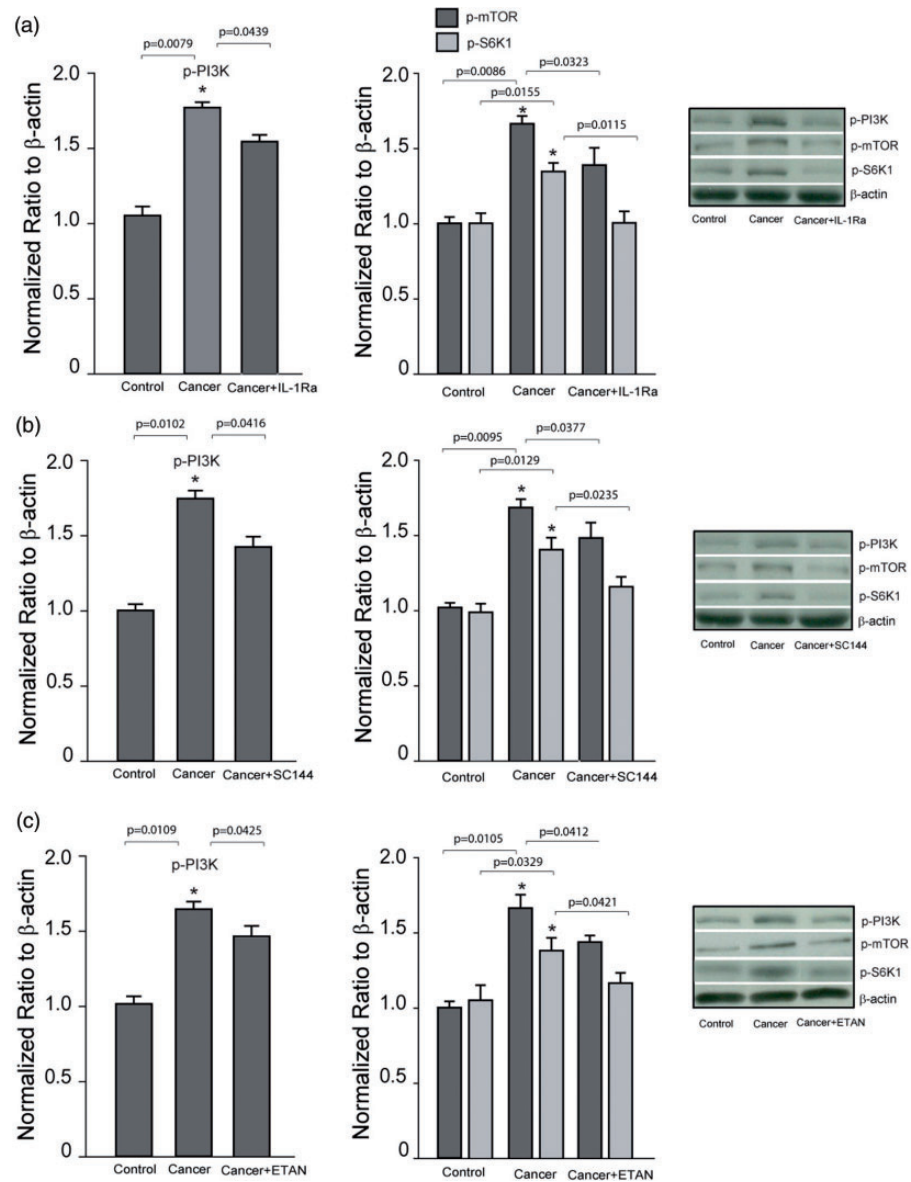 (a)
p=0.0079 p=0.0439
p-PI3K
*
Normalized Ratio to β-actin
2.0
1.5
1.0
0.5
0
Control Cancer Cancer+IL-1Ra
p-mTOR
p-S6K1
p=0.0323
p=0.0086
p=0.0155
p=0.0115
*
*
Normalized Ratio to β-actin
2.0
1.5
1.0
0.5
0
Control Cancer Cancer+IL-1Ra
p-PI3K
p-mTOR
p-S6K1
β-actin
Control Cancer Cancer+IL-1Ra
(b)
p=0.0102 p=0.0416
p-PI3K
*
Normalized Ratio to β-actin
2.0
1.5
1.0
0.5
0
Control Cancer Cancer+SC144
p=0.0377
p=0.0095
p=0.0129
p=0.0235
*
*
Normalized Ratio to β-actin
2.0
1.5
1.0
0.5
0
Control Cancer Cancer+SC144
p-PI3K
p-mTOR
p-S6K1
β-actin
Control Cancer Cancer+SC144
(c)
p=0.0109 p=0.0425
p-PI3K
*
Normalized Ratio to β-actin
2.0
1.5
1.0
0.5
0
Control Cancer Cancer+ETAN
p=0.0412
p=0.0105
p=0.0329
p=0.0421
*
*
Normalized Ratio to β-actin
2.0
1.5
1.0
0.5
0
Control Cancer Cancer+ETAN
p-PI3K
p-mTOR
p-S6K1
β-actin
Control Cancer Cancer+ETAN